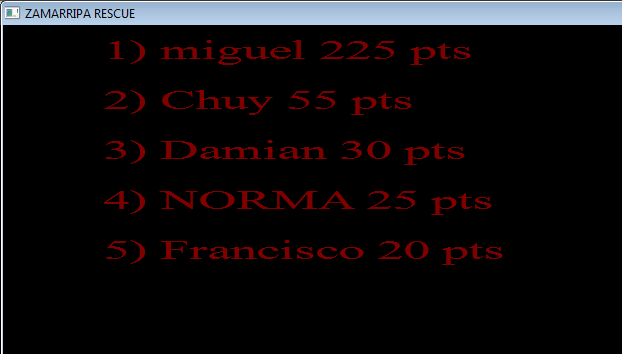 ZAMARRIPA RESCUE
1) miguel 225 pts
2) Chuy 55 pts
3) Damian 30 pts
4) NORMA 25 pts
5) Francisco 20 pts